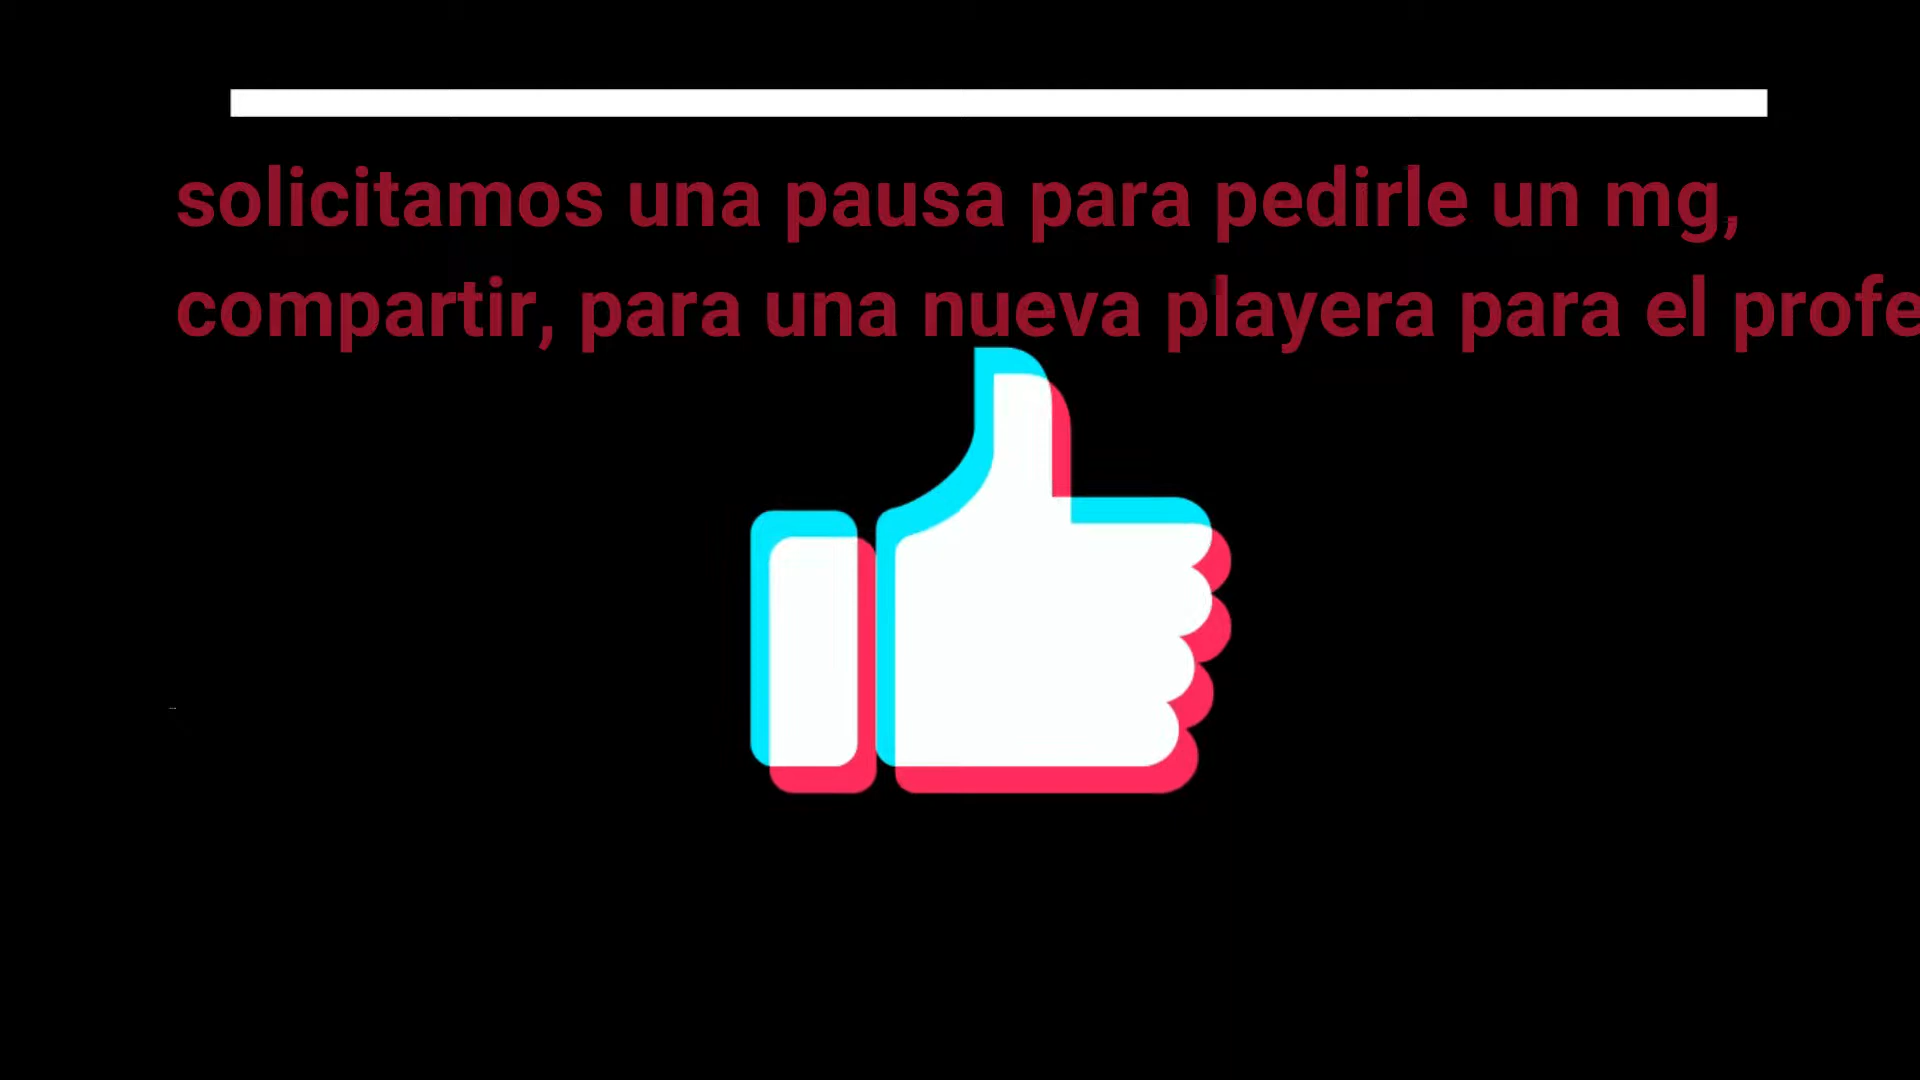 solicitamos una pausa para pedirle un mg,
compartir, para una nueva playera para el profe